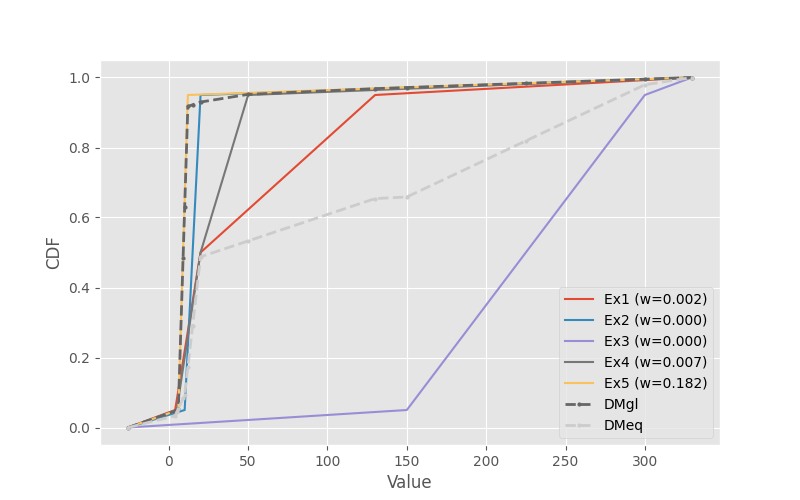 1.0
0.8
0.6
0.4
0.2
0.0
CDF
0
50
100
150
200
250
300
Value
Ex1 (w=0.002)
Ex2 (w=0.000)
Ex3 (w=0.000)
Ex4 (w=0.007)
Ex5 (w=0.182)
DMgl
DMeq